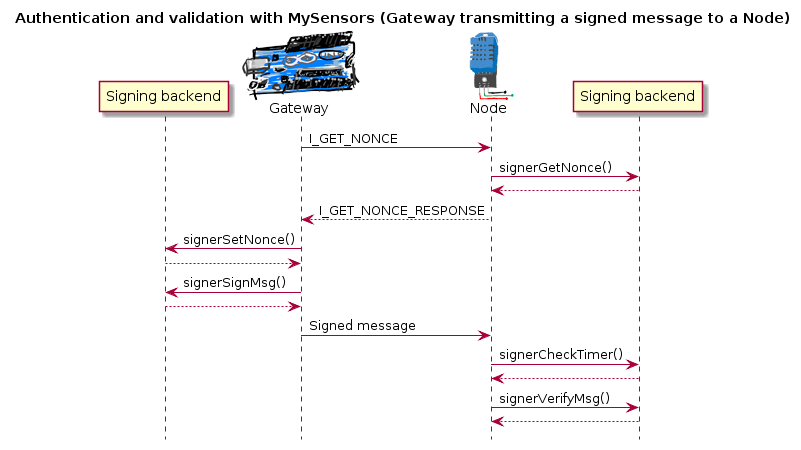 Authentication and validation with MySensors (Gateway transmitting a signed message to a Node)
Signing backend
Gateway
Node
Signing backend
I_GET_NONCE
signerGetNonce()
I_GET_NONCE_RESPONSE
signerSetNonce()
signerSignMsg()
Signed message
signerCheckTimer()
signerVerifyMsg()